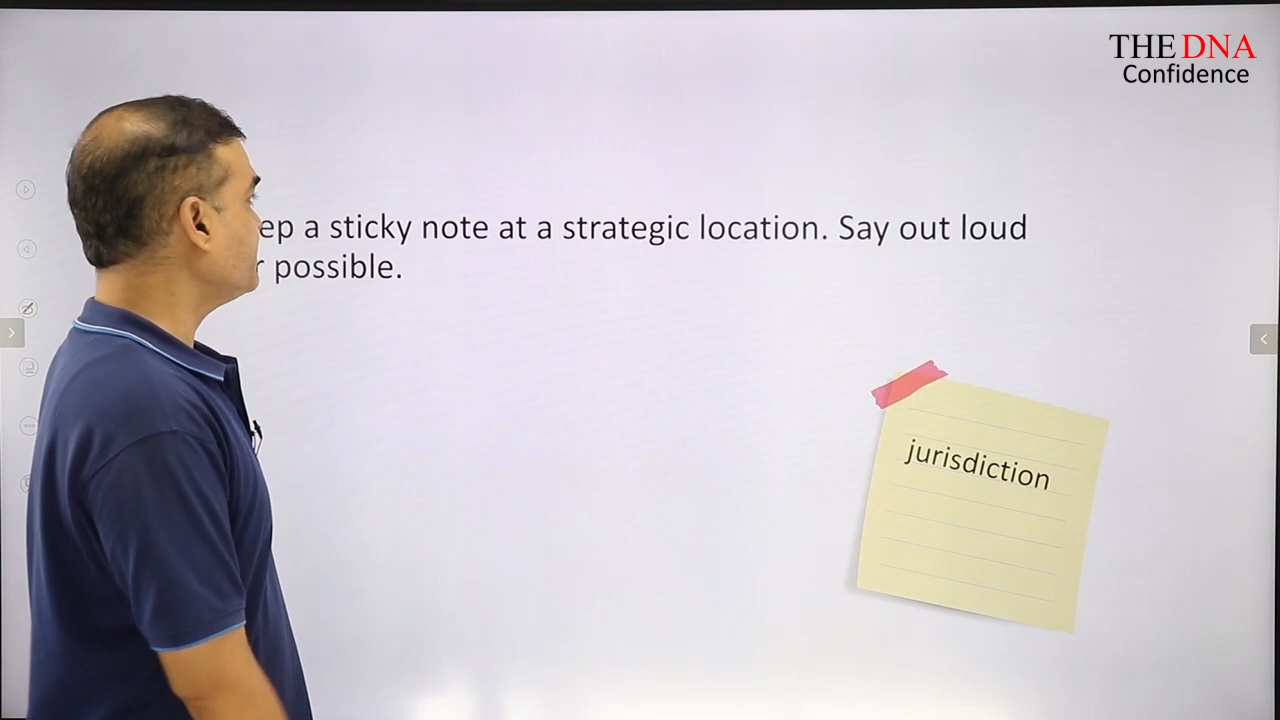 THE DNA
Confidence
ep a sticky note at a strategic location. Say out loud
r possible.
jurisdiction